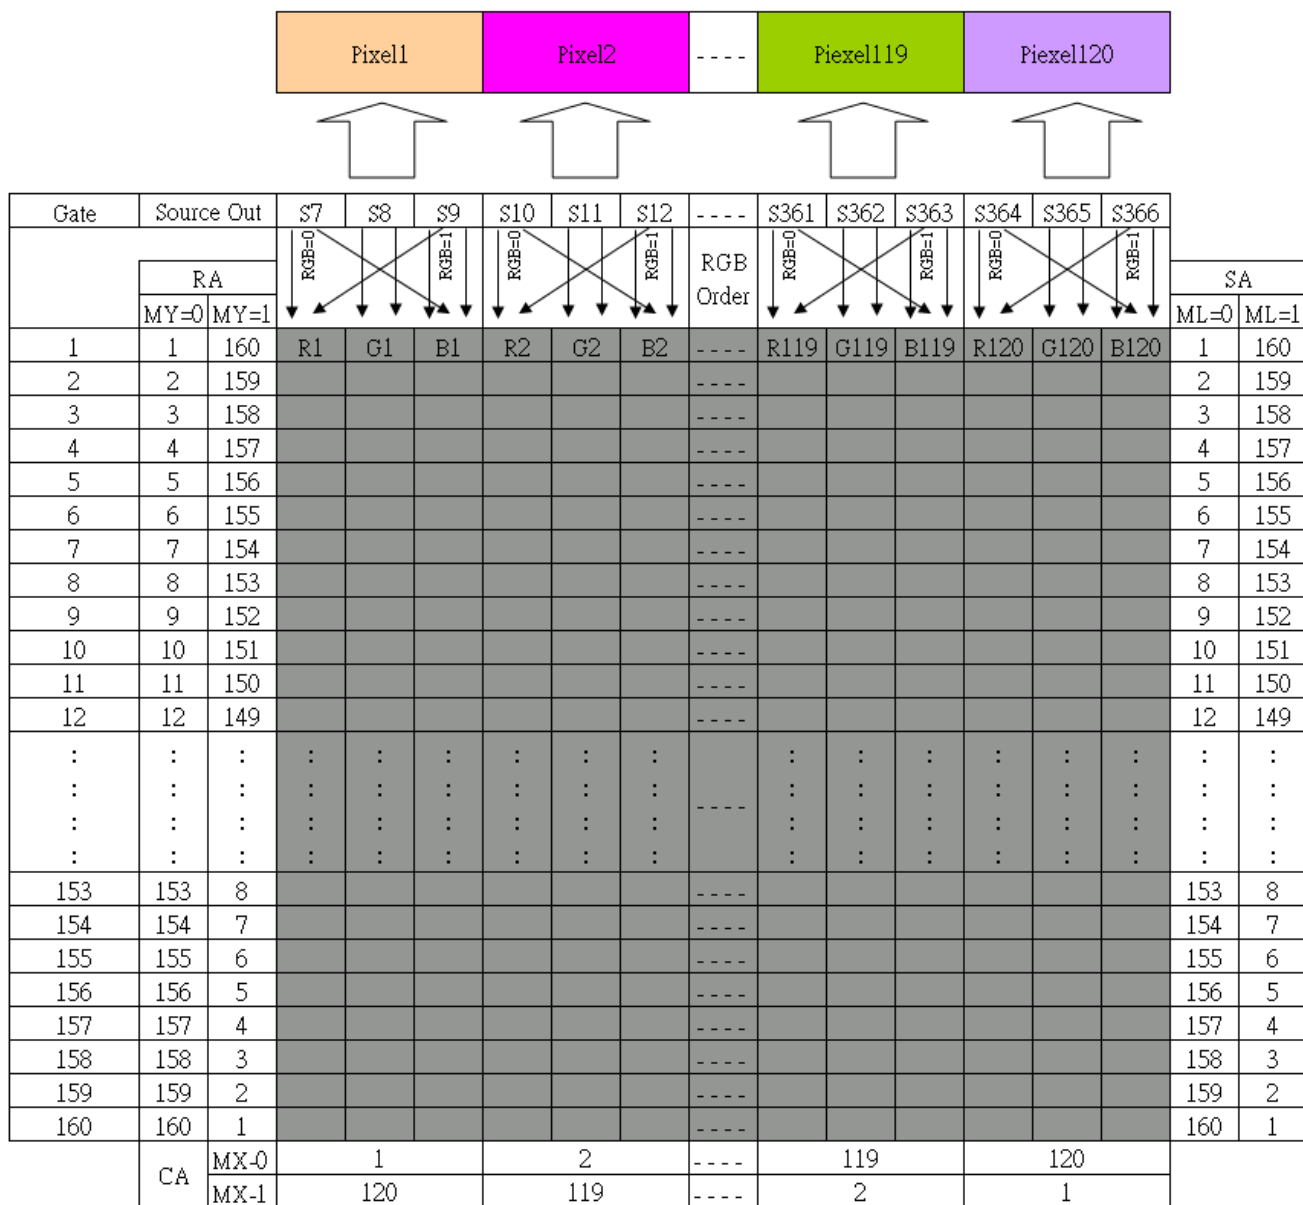 Pixel1 Pixel2 ---- Piexel119 Piexel120
Gate Source Out S7 S8 S9 S10 S11 S12 ---- S361 S362 S363 S364 S365 S366
RGB=0 RGB=1 RGB=0 RGB=1 RGB Order RGB=0 RGB=1 RGB=0 RGB=1
RA SA
MY=0 MY=1 ML=0 ML=1
1 1 160 R1 G1 B1 R2 G2 B2 ---- R119 G119 B119 R120 G120 B120 1 160
2 2 159 ---- 2 159
3 3 158 ---- 3 158
4 4 157 ---- 4 157
5 5 156 ---- 5 156
6 6 155 ---- 6 155
7 7 154 ---- 7 154
8 8 153 ---- 8 153
9 9 152 ---- 9 152
10 10 151 ---- 10 151
11 11 150 ---- 11 150
12 12 149 ---- 12 149
: : : : : : : : : : : : : : : : :
: : : : : : : : : : : : : : : : :
----
: : : : : : : : : : : : : : : : :
: : : : : : : : : : : : : : : : :
153 153 8 ---- 153 8
154 154 7 ---- 154 7
155 155 6 ---- 155 6
156 156 5 ---- 156 5
157 157 4 ---- 157 4
158 158 3 ---- 158 3
159 159 2 ---- 159 2
160 160 1 ---- 160 1
CA MX-0 1 2 ---- 119 120
MX-1 120 119 ---- 2 1